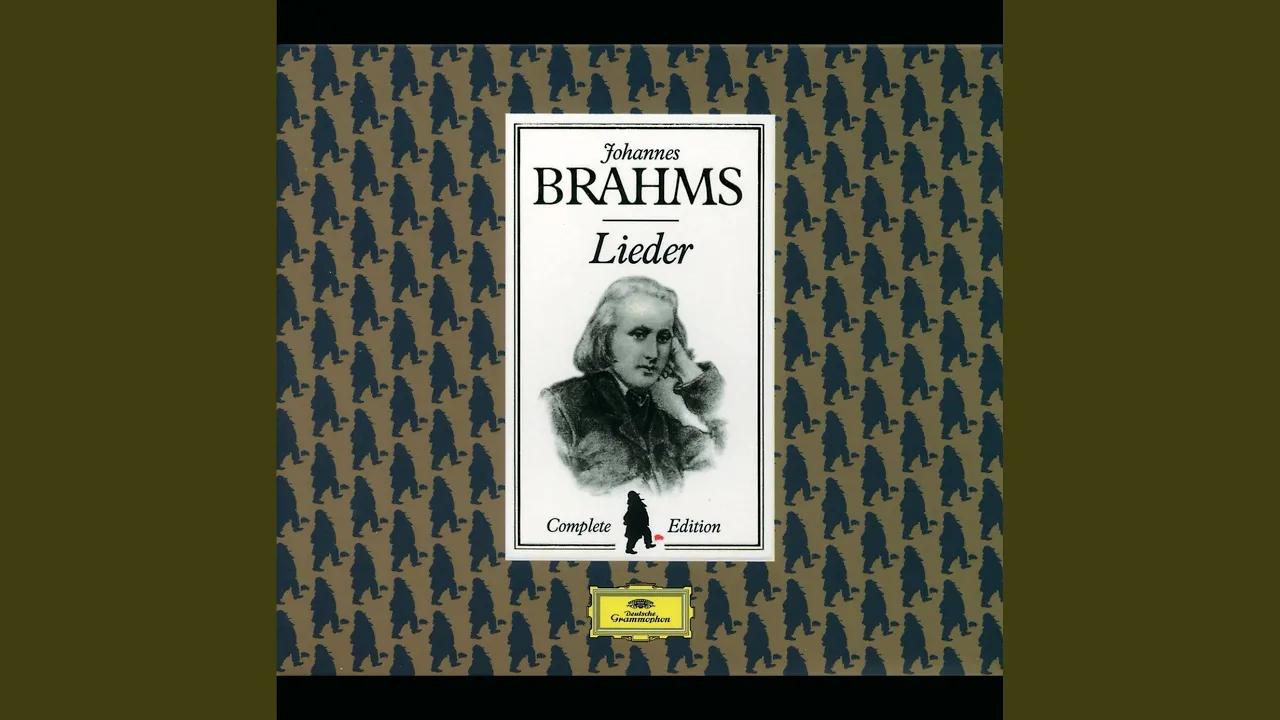 Johannes
BRAHMS
Lieder
Complete Edition
Deutsche
Grammophon